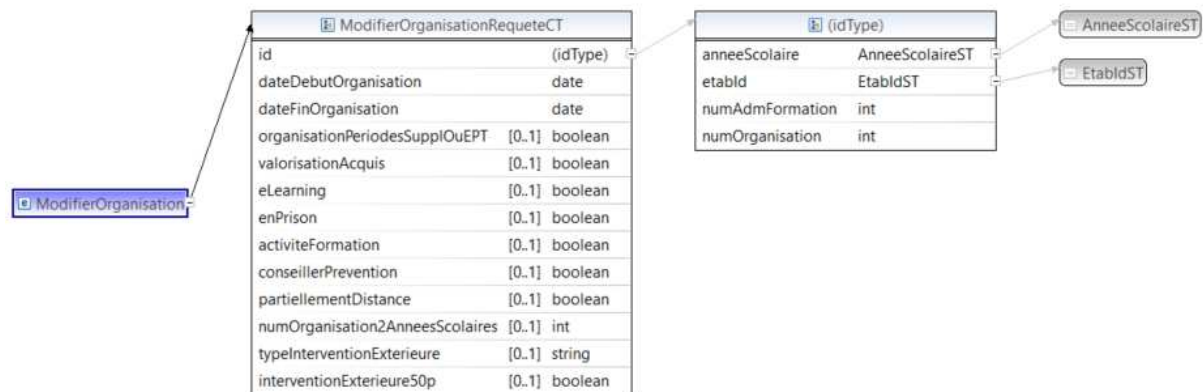 ModifierOrganisationRequeteCT
id (idType)
dateDebutOrganisation date
dateFinOrganisation date
organisationPeriodesSupplOuEPT [0..1] boolean
valorisationAcquis [0..1] boolean
eLearning [0..1] boolean
enPrison [0..1] boolean
activiteFormation [0..1] boolean
conseillerPrevention [0..1] boolean
partiellementDistance [0..1] boolean
numOrganisation2AnneesScolaires [0..1] int
typeInterventionExterieure [0..1] string
interventionExterieure50p [0..1] boolean
ModifierOrganisation
(idType)
anneeScolaire AnneeScolaireST
etabId EtabIdST
numAdmFormation int
numOrganisation int
AnneeScolaireST
EtabIdST